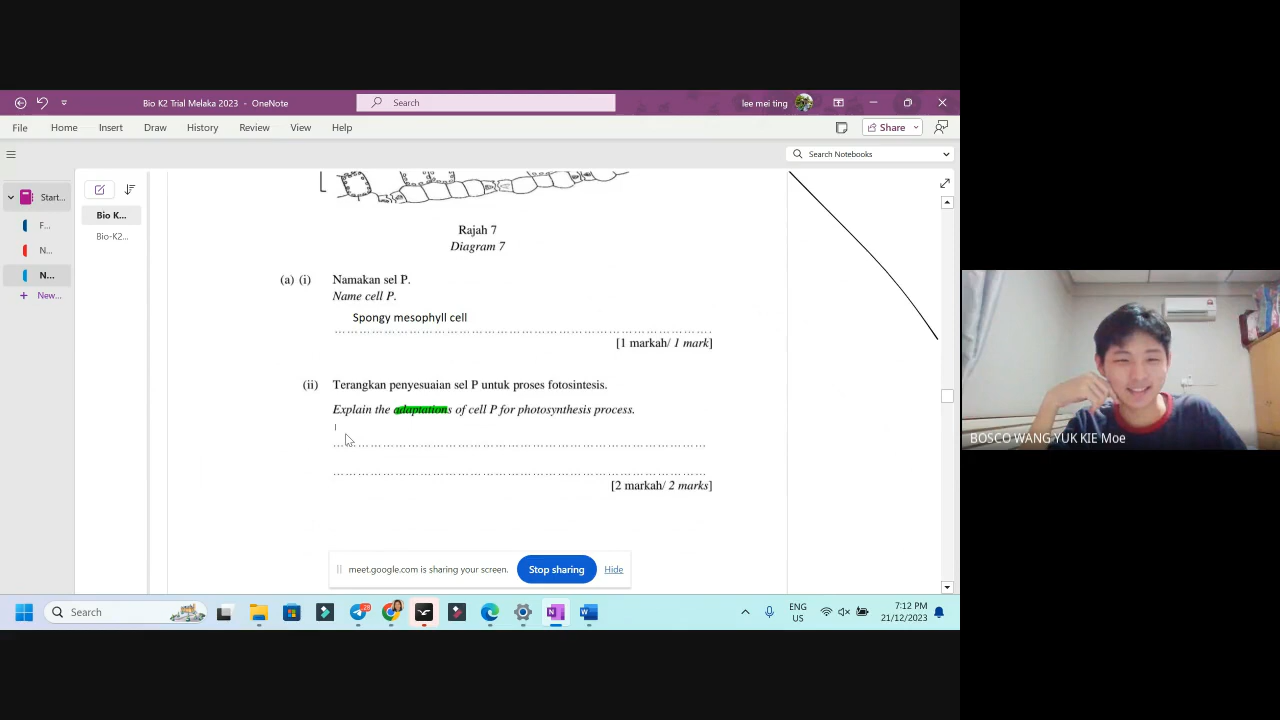 Bio K2 Trial Melaka 2023 - OneNote
Search
lee mei ting
File Home Insert Draw History Review View Help
Share
Search Notebooks
Start...
Bio K...
F...
Bio-K2...
N...
N...
New...
Rajah 7
Diagram 7
(a) (i) Namakan sel P.
Name cell P.
Spongy mesophyll cell
[1 markah/ 1 mark]
(ii) Terangkan penyesuaian sel P untuk proses fotosintesis.
Explain the adaptations of cell P for photosynthesis process.
[2 markah/ 2 marks]
BOSCO WANG YUK KIE Moe
meet.google.com is sharing your screen. Stop sharing Hide
Search
ENG
US
7:12 PM
21/12/2023